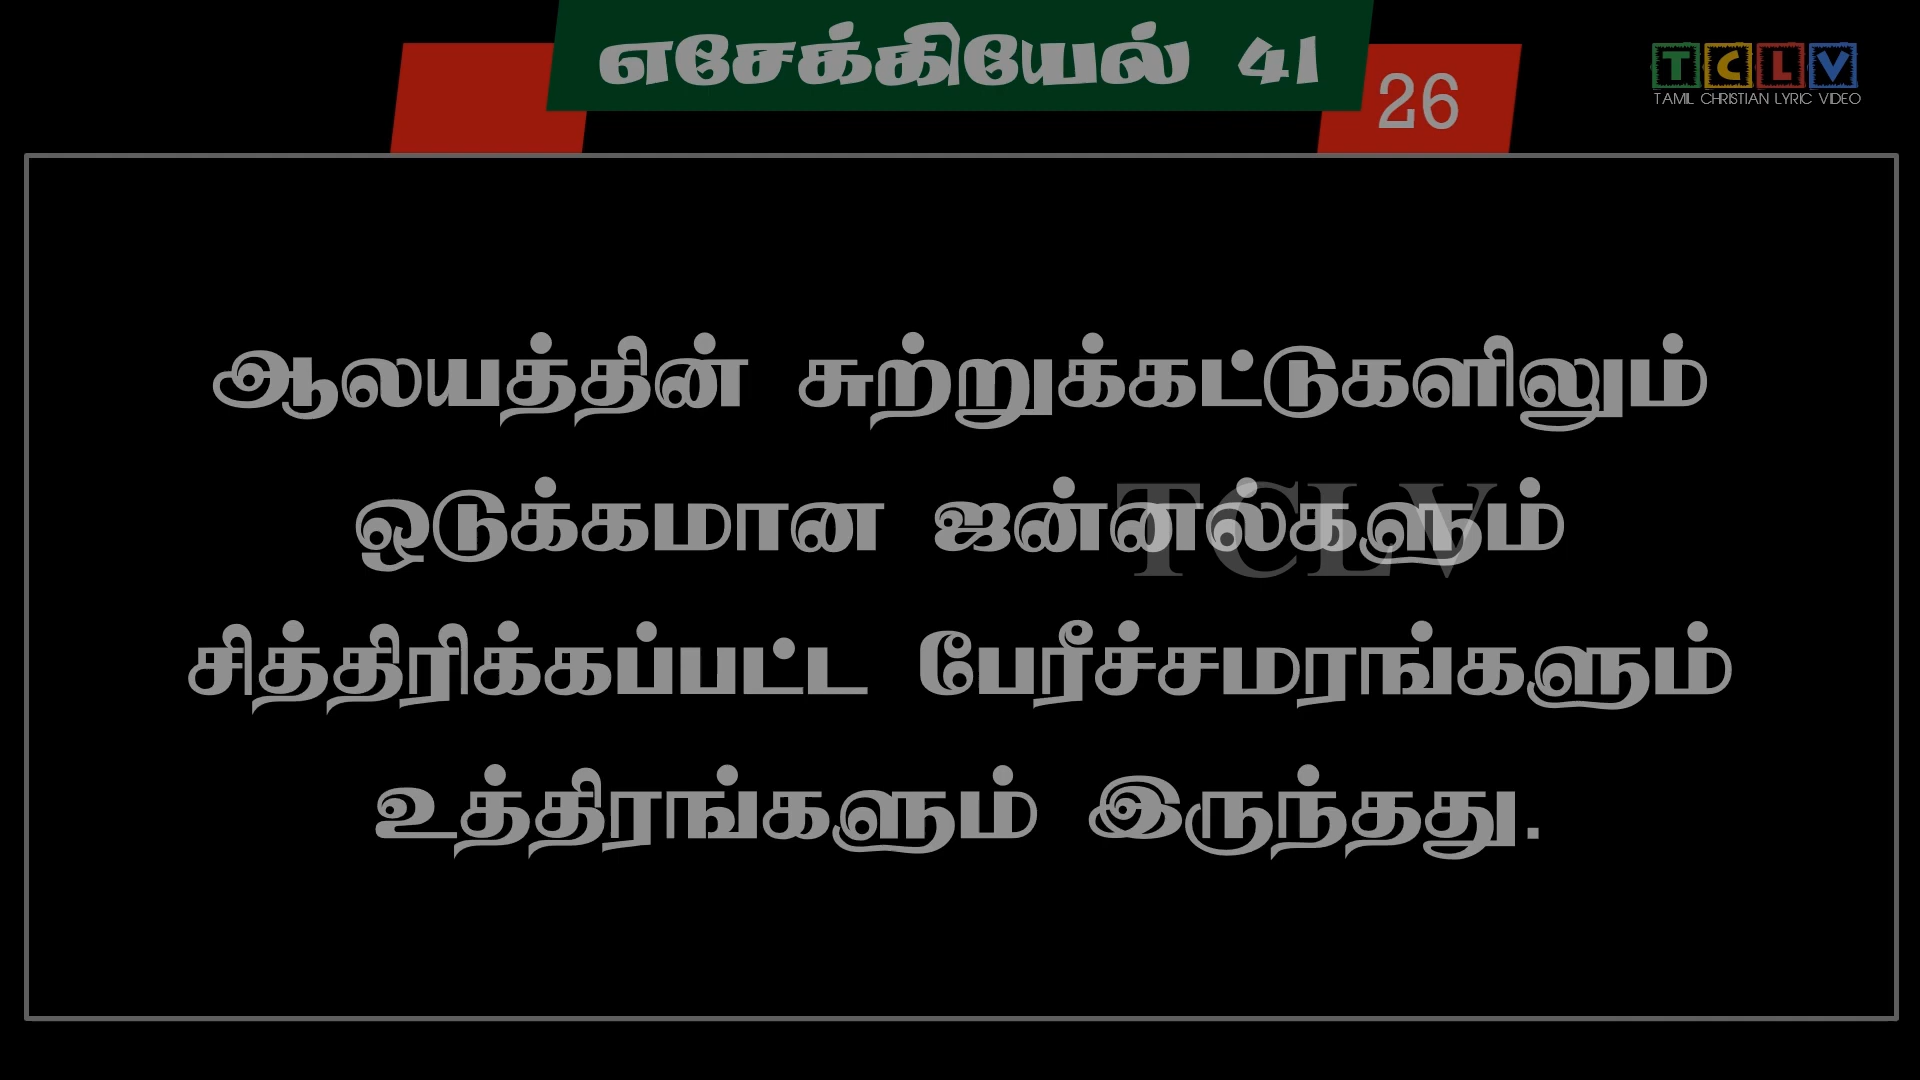 எசேக்கியேல் 41
26
TCLV
TAMIL CHRISTIAN LYRIC VIDEO
ஆலயத்தின் சுற்றுக்கட்டுகளிலும்
ஒடுக்கமான ஜன்னல்களும்
TCLV
சித்திரிக்கப்பட்ட பேரீச்சமரங்களும்
உத்திரங்களும் இருந்தது.